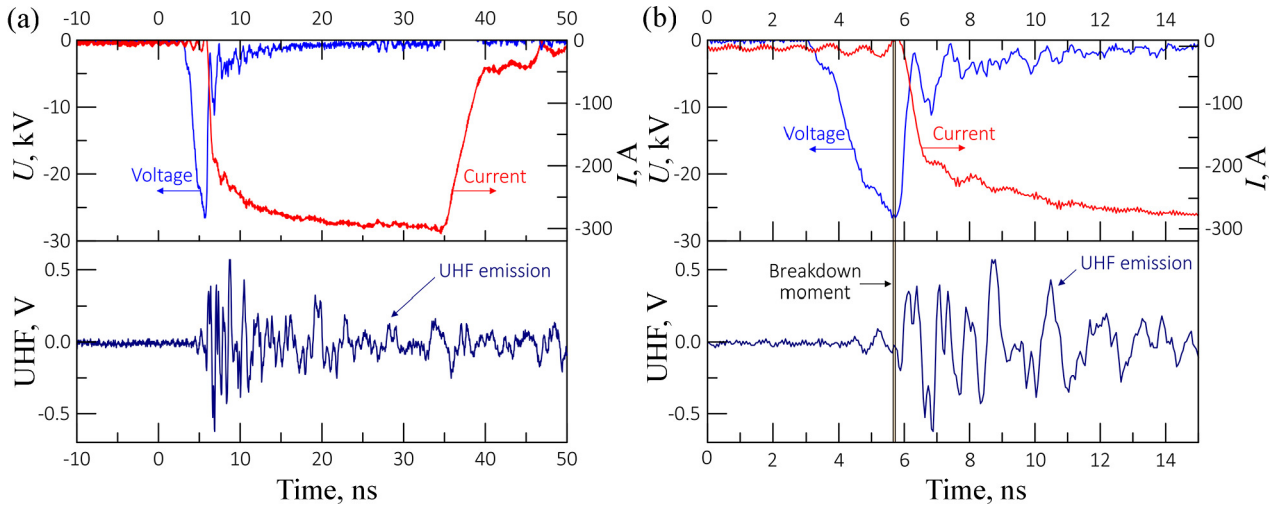 (a)
-10 0 10 20 30 40 50
0
-10
-20
-30
U, kV
0
-100
-200
-300
I, A
Voltage
Current
0.5
0.0
-0.5
UHF, V
UHF emission
-10 0 10 20 30 40 50
Time, ns
(b)
0 2 4 6 8 10 12 14
0
-10
-20
-30
U, kV
0
-100
-200
-300
I, A
Voltage
Current
0.5
0.0
-0.5
UHF, V
Breakdown
moment
UHF emission
0 2 4 6 8 10 12 14
Time, ns